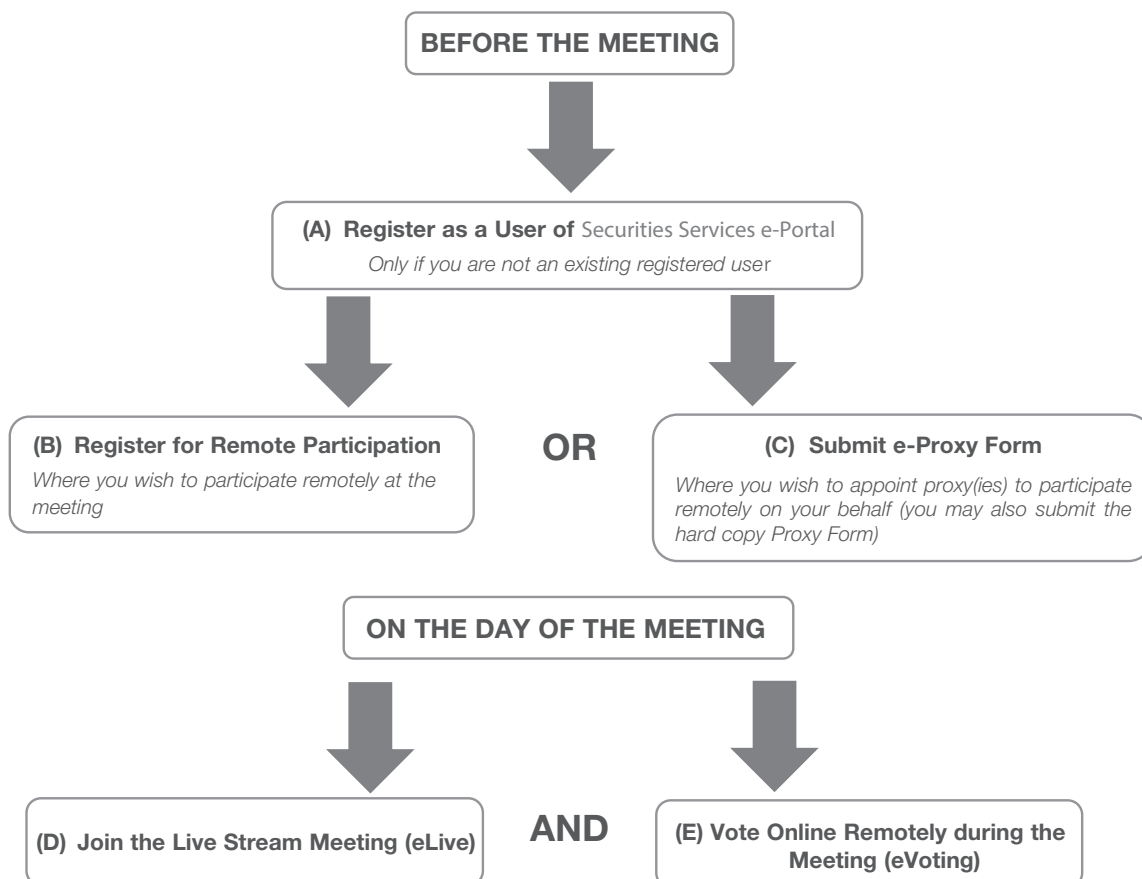 BEFORE THE MEETING
(A) Register as a User of Securities Services e-Portal
Only if you are not an existing registered user
(B) Register for Remote Participation
Where you wish to participate remotely at the
meeting
OR
(C) Submit e-Proxy Form
Where you wish to appoint proxy(ies) to participate
remotely on your behalf (you may also submit the
hard copy Proxy Form)
ON THE DAY OF THE MEETING
(D) Join the Live Stream Meeting (eLive)
AND
(E) Vote Online Remotely during the
Meeting (eVoting)